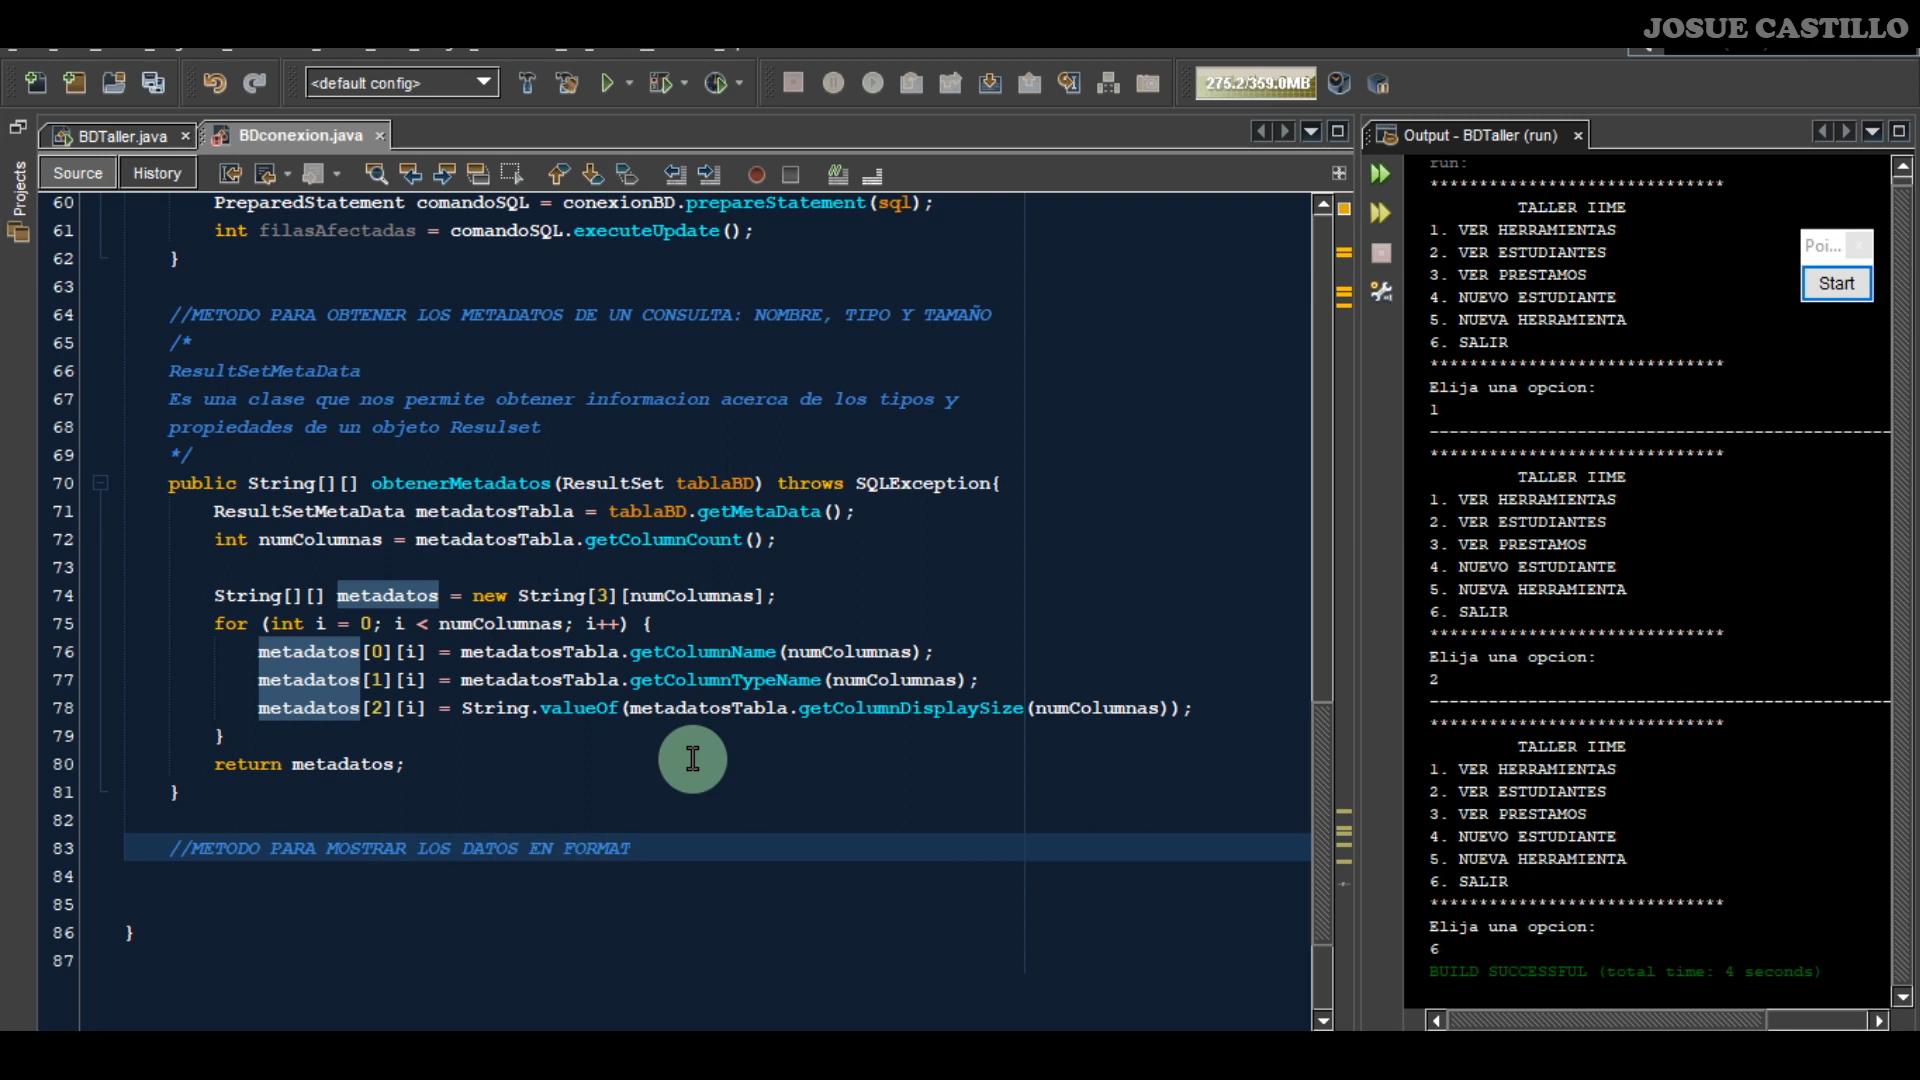 JOSUE CASTILLO
<default config>
275.2/359.0MB
BDTaller.java
BDconexion.java
Output - BDTaller (run)
Projects
Source
History
60 PreparedStatement comandoSQL = conexionBD.prepareStatement(sql);
61 int filasAfectadas = comandoSQL.executeUpdate();
62 }
63
64 //METODO PARA OBTENER LOS METADATOS DE UN CONSULTA: NOMBRE, TIPO Y TAMAÑO
65 /*
66 ResultSetMetaData
67 Es una clase que nos permite obtener informacion acerca de los tipos y
68 propiedades de un objeto Resulset
69 */
70 public String[][] obtenerMetadatos(ResultSet tablaBD) throws SQLException{
71 ResultSetMetaData metadatosTabla = tablaBD.getMetaData();
72 int numColumnas = metadatosTabla.getColumnCount();
73
74 String[][] metadatos = new String[3][numColumnas];
75 for (int i = 0; i < numColumnas; i++) {
76 metadatos[0][i] = metadatosTabla.getColumnName(numColumnas);
77 metadatos[1][i] = metadatosTabla.getColumnTypeName(numColumnas);
78 metadatos[2][i] = String.valueOf(metadatosTabla.getColumnDisplaySize(numColumnas));
79 }
80 return metadatos;
81 }
82
83 //METODO PARA MOSTRAR LOS DATOS EN FORMAT
84
85
86 }
87
run:
******************************
TALLER IIME
1. VER HERRAMIENTAS
2. VER ESTUDIANTES
3. VER PRESTAMOS
4. NUEVO ESTUDIANTE
5. NUEVA HERRAMIENTA
6. SALIR
******************************
Elija una opcion:
1
-----------------------------------------------
******************************
TALLER IIME
1. VER HERRAMIENTAS
2. VER ESTUDIANTES
3. VER PRESTAMOS
4. NUEVO ESTUDIANTE
5. NUEVA HERRAMIENTA
6. SALIR
******************************
Elija una opcion:
2
-----------------------------------------------
******************************
TALLER IIME
1. VER HERRAMIENTAS
2. VER ESTUDIANTES
3. VER PRESTAMOS
4. NUEVO ESTUDIANTE
5. NUEVA HERRAMIENTA
6. SALIR
******************************
Elija una opcion:
6
BUILD SUCCESSFUL (total time: 4 seconds)
Poi...
Start